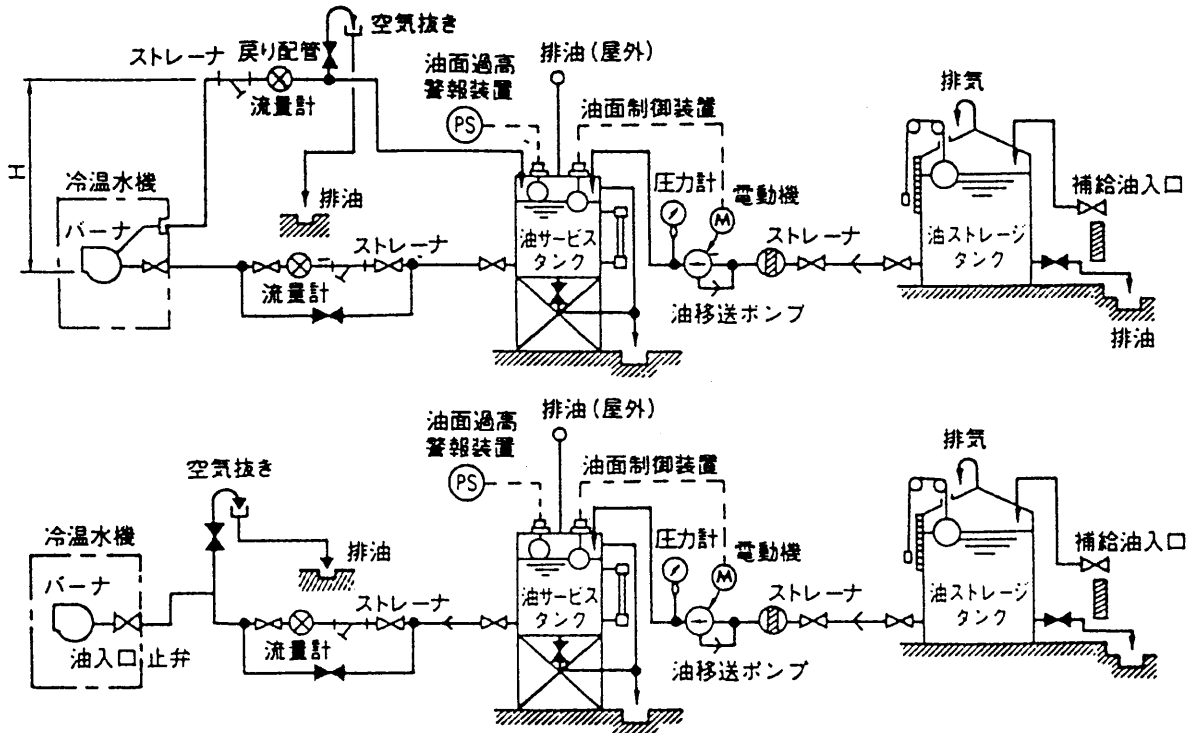 空気抜き
ストレーナ
戻り配管
流量計
油面過高
警報装置
排油(屋外)
油面制御装置
排気
PS
H
冷温水機
バーナ
排油
圧力計
電動機
M
補給油入口
ストレーナ
流量計
ストレーナ
油サービス
タンク
油移送ポンプ
油ストレージ
タンク
排油
油面過高
警報装置
排油(屋外)
油面制御装置
排気
空気抜き
PS
冷温水機
バーナ
排油
圧力計
電動機
M
補給油入口
ストレーナ
流量計
油入口止弁
油サービス
タンク
ストレーナ
油移送ポンプ
油ストレージ
タンク